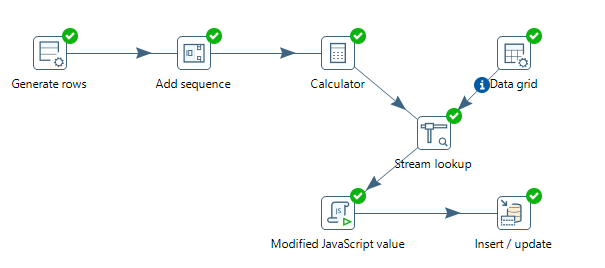 Generate rows
Add sequence
Calculator
Data grid
Stream lookup
Modified JavaScript value
Insert / update